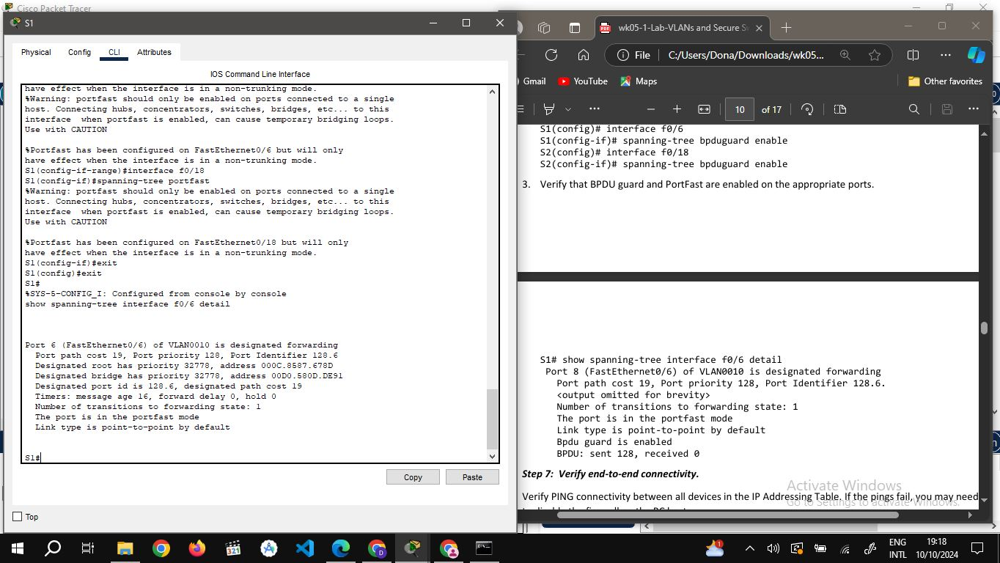 Cisco Packet Tracer
S1
Physical Config CLI Attributes
IOS Command Line Interface
have effect when the interface is in a non-trunking mode.
%Warning: portfast should only be enabled on ports connected to a single
host. Connecting hubs, concentrators, switches, bridges, etc... to this
interface  when portfast is enabled, can cause temporary bridging loops.
Use with CAUTION
%Portfast has been configured on FastEthernet0/6 but will only
have effect when the interface is in a non-trunking mode.
S1(config-if-range)#interface f0/18
S1(config-if)#spanning-tree portfast
%Warning: portfast should only be enabled on ports connected to a single
host. Connecting hubs, concentrators, switches, bridges, etc... to this
interface  when portfast is enabled, can cause temporary bridging loops.
Use with CAUTION
%Portfast has been configured on FastEthernet0/18 but will only
have effect when the interface is in a non-trunking mode.
S1(config-if)#exit
S1(config)#exit
S1#
%SYS-5-CONFIG_I: Configured from console by console
show spanning-tree interface f0/6 detail
Port 6 (FastEthernet0/6) of VLAN0010 is designated forwarding
Port path cost 19, Port priority 128, Port Identifier 128.6
Designated root has priority 32778, address 000C.8587.678D
Designated bridge has priority 32778, address 00D0.580D.DE91
Designated port id is 128.6, designated path cost 19
Timers: message age 16, forward delay 0, hold 0
Number of transitions to forwarding state: 1
The port is in the portfast mode
Link type is point-to-point by default
S1#
Copy Paste
Top
wk05-1-Lab-VLANs and Secure S
File C:/Users/Dona/Downloads/wk05...
Gmail YouTube Maps Other favorites
10 of 17
S1(config)# interface f0/6
S1(config-if)# spanning-tree bpduguard enable
S2(config)# interface f0/18
S2(config-if)# spanning-tree bpduguard enable
3. Verify that BPDU guard and PortFast are enabled on the appropriate ports.
S1# show spanning-tree interface f0/6 detail
Port 8 (FastEthernet0/6) of VLAN0010 is designated forwarding
Port path cost 19, Port priority 128, Port Identifier 128.6.
<output omitted for brevity>
Number of transitions to forwarding state: 1
The port is in the portfast mode
Link type is point-to-point by default
Bpdu guard is enabled
BPDU: sent 128, received 0
Step 7: Verify end-to-end connectivity.
Verify PING connectivity between all devices in the IP Addressing Table. If the pings fail, you may need
Activate Windows
Go to Settings to activate Windows.
321
1
ENG
INTL
19:18
10/10/2024